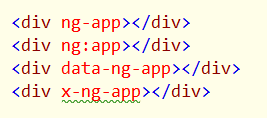 <div ng-app></div>
<div ng:app></div>
<div data-ng-app></div>
<div x-ng-app></div>